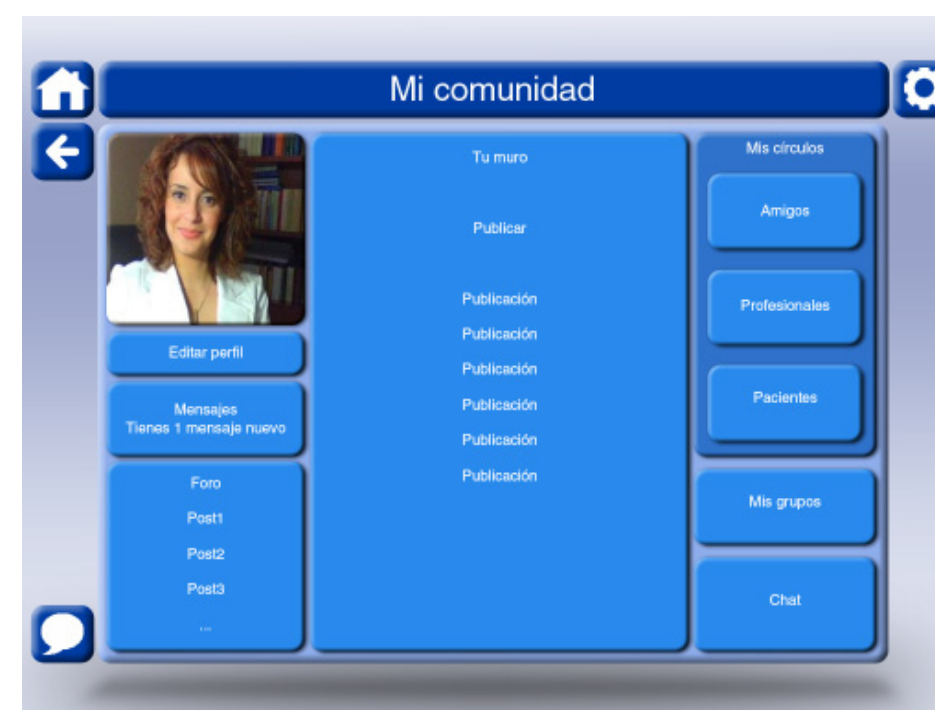 Mi comunidad
Editar perfil
Mensajes
Tienes 1 mensaje nuevo
Foro
Post1
Post2
Post3
...
Tu muro
Publicar
Publicación
Publicación
Publicación
Publicación
Publicación
Publicación
Mis círculos
Amigos
Profesionales
Pacientes
Mis grupos
Chat